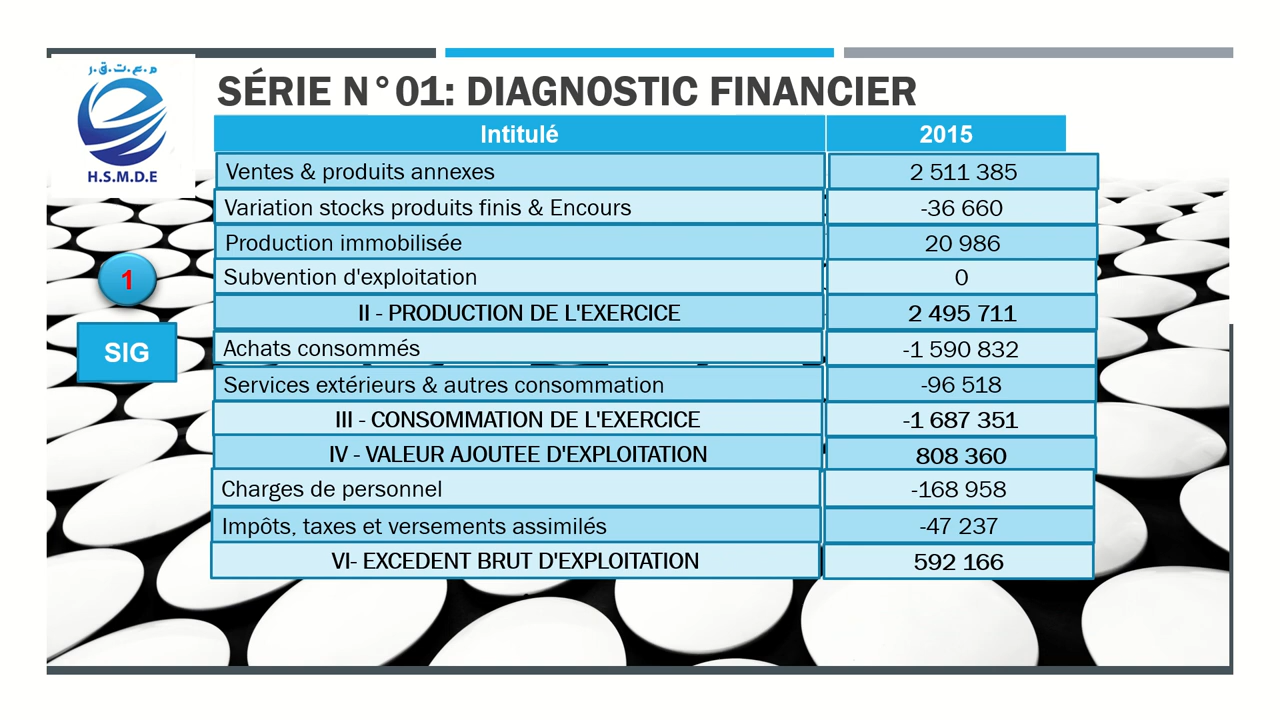 م.ع.ت.ق.ر
H.S.M.D.E
SÉRIE N°01: DIAGNOSTIC FINANCIER
Intitulé 2015
Ventes & produits annexes 2 511 385
Variation stocks produits finis & Encours -36 660
Production immobilisée 20 986
Subvention d'exploitation 0
II - PRODUCTION DE L'EXERCICE 2 495 711
Achats consommés -1 590 832
Services extérieurs & autres consommation -96 518
III - CONSOMMATION DE L'EXERCICE -1 687 351
IV - VALEUR AJOUTEE D'EXPLOITATION 808 360
Charges de personnel -168 958
Impôts, taxes et versements assimilés -47 237
VI- EXCEDENT BRUT D'EXPLOITATION 592 166
1
SIG